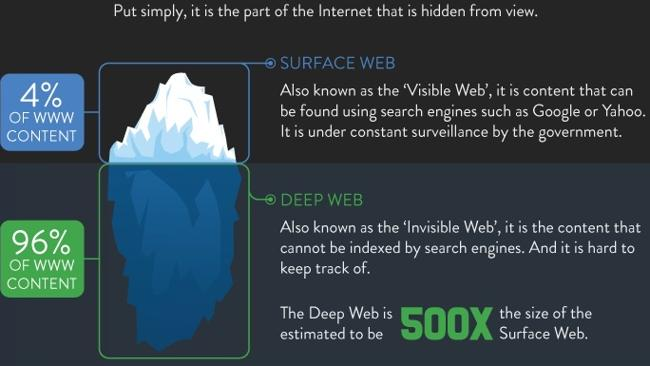 Put simply, it is the part of the Internet that is hidden from view.
SURFACE WEB
4%
OF WWW
CONTENT
Also known as the ‘Visible Web’, it is content that can
be found using search engines such as Google or Yahoo.
It is under constant surveillance by the government.
DEEP WEB
96%
OF WWW
CONTENT
Also known as the ‘Invisible Web’, it is the content that
cannot be indexed by search engines. And it is hard to
keep track of.
The Deep Web is
estimated to be
500X
the size of the
Surface Web.